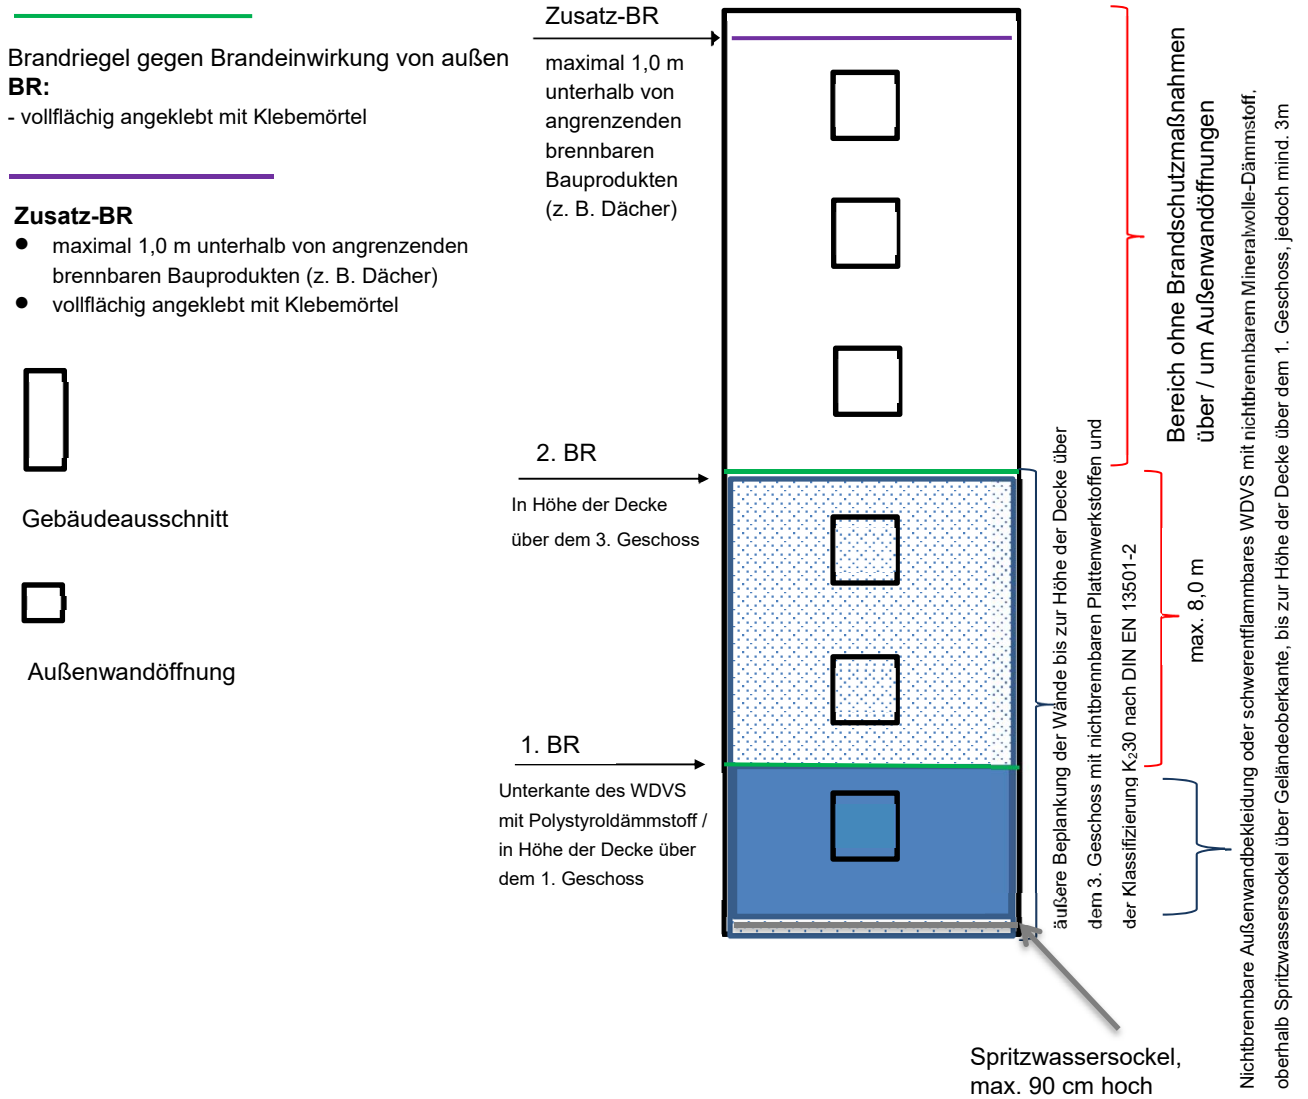 Brandriegel gegen Brandeinwirkung von außen
BR:
- vollflächig angeklebt mit Klebemörtel
Zusatz-BR
● maximal 1,0 m unterhalb von angrenzenden
brennbaren Bauprodukten (z. B. Dächer)
● vollflächig angeklebt mit Klebemörtel
Gebäudeausschnitt
Außenwandöffnung
Zusatz-BR
maximal 1,0 m
unterhalb von
angrenzenden
brennbaren
Bauprodukten
(z. B. Dächer)
2. BR
In Höhe der Decke
über dem 3. Geschoss
1. BR
Unterkante des WDVS
mit Polystyroldämmstoff /
in Höhe der Decke über
dem 1. Geschoss
äußere Beplankung der Wände bis zur Höhe der Decke über
dem 3. Geschoss mit nichtbrennbaren Plattenwerkstoffen und
der Klassifizierung K₂30 nach DIN EN 13501-2
max. 8,0 m
Bereich ohne Brandschutzmaßnahmen
über / um Außenwandöffnungen
Nichtbrennbare Außenwandbekleidung oder schwerentflammbares WDVS mit nichtbrennbarem Mineralwolle-Dämmstoff.
oberhalb Spritzwassersockel über Geländeoberkante, bis zur Höhe der Decke über dem 1. Geschoss, jedoch mind. 3m
Spritzwassersockel,
max. 90 cm hoch